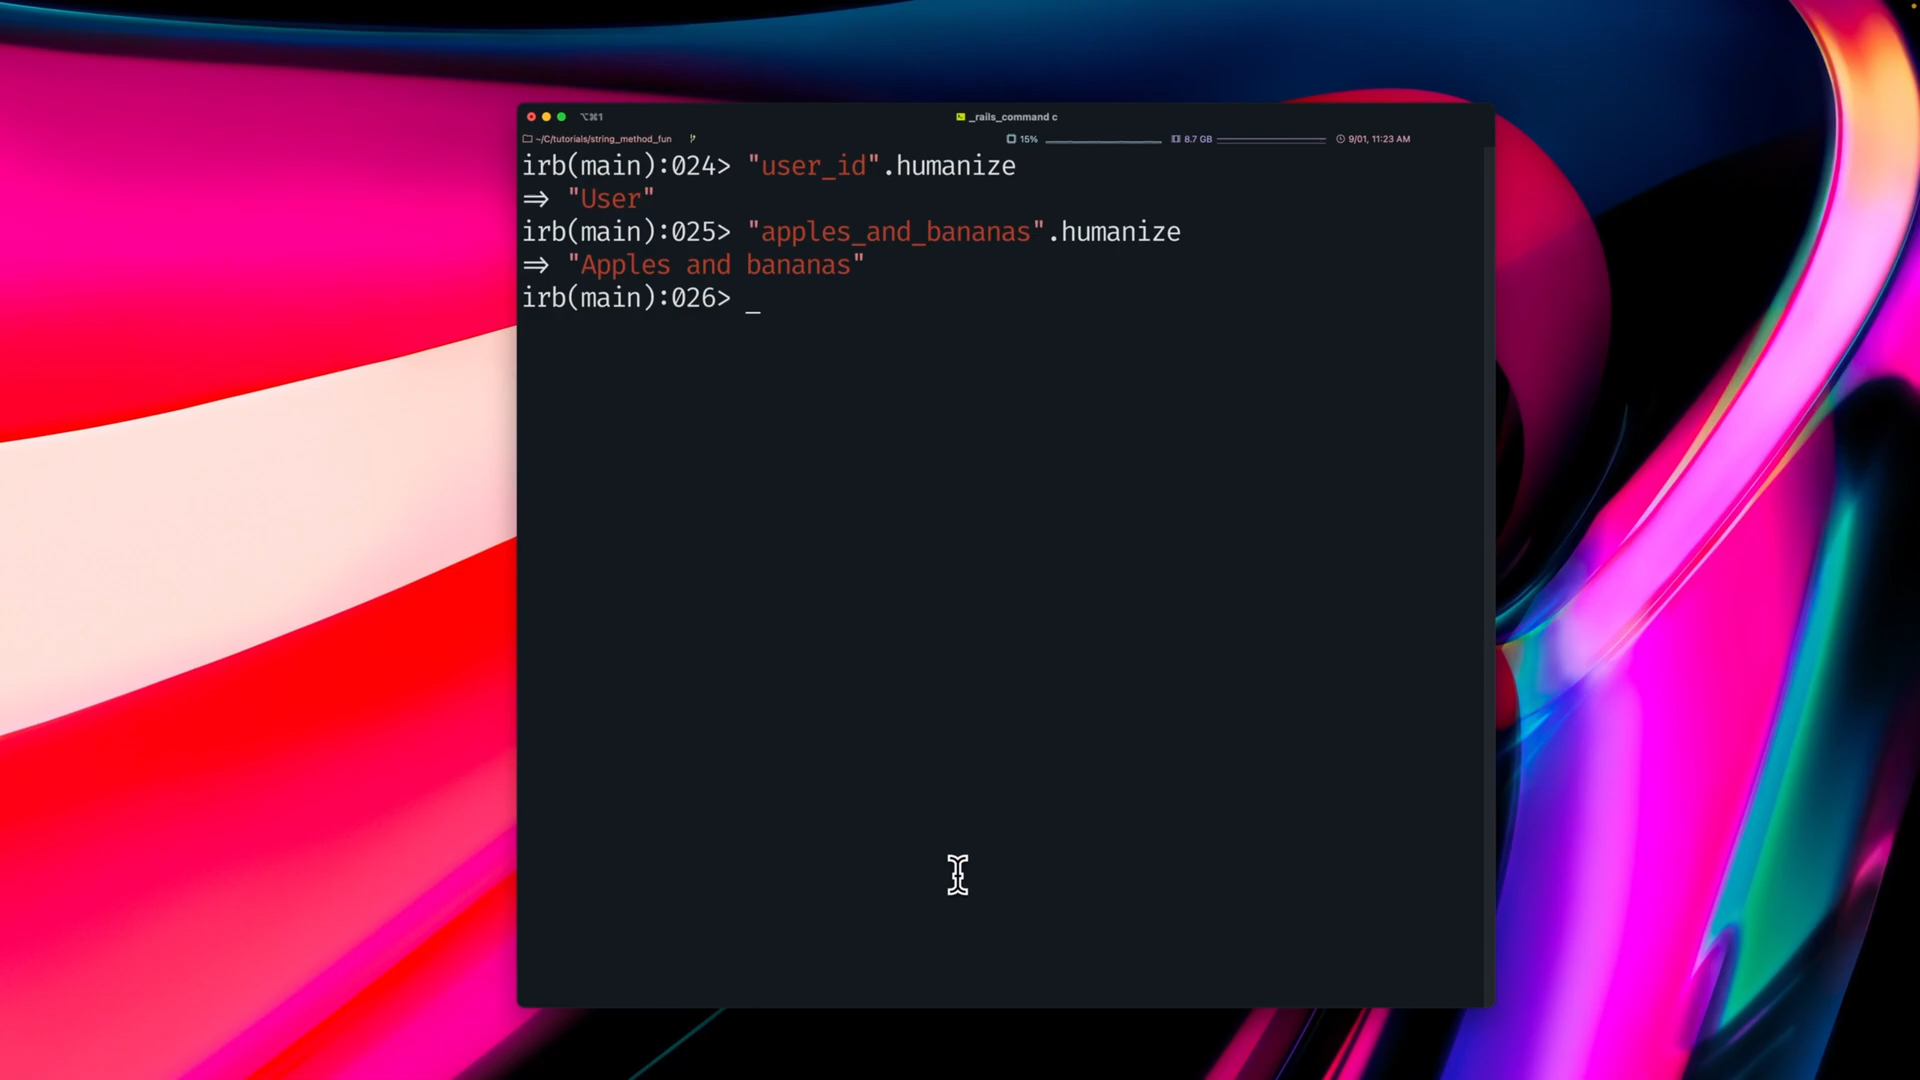 ⌥⌘1
_rails_command c
~/C/tutorials/string_method_fun
15%
8.7 GB
9/01, 11:23 AM
irb(main):024> "user_id".humanize
=> "User"
irb(main):025> "apples_and_bananas".humanize
=> "Apples and bananas"
irb(main):026> _